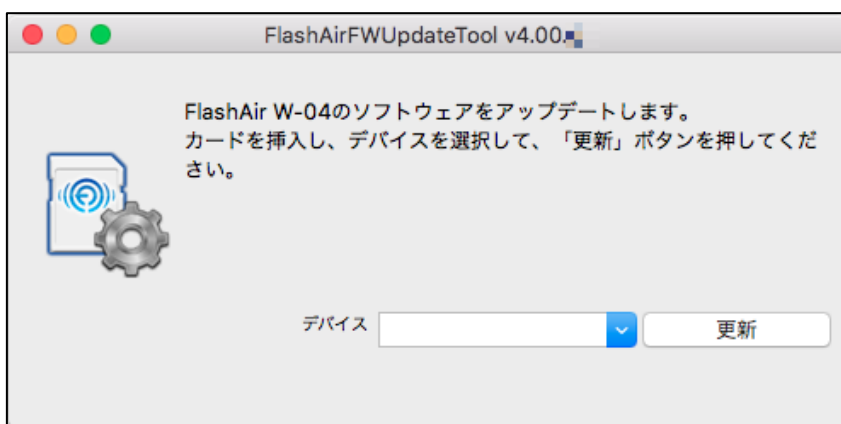 FlashAirFWUpdateTool v4.00.
FlashAir W-04のソフトウェアをアップデートします。
カードを挿入し、デバイスを選択して、「更新」ボタンを押してくだ
さい。
デバイス
更新